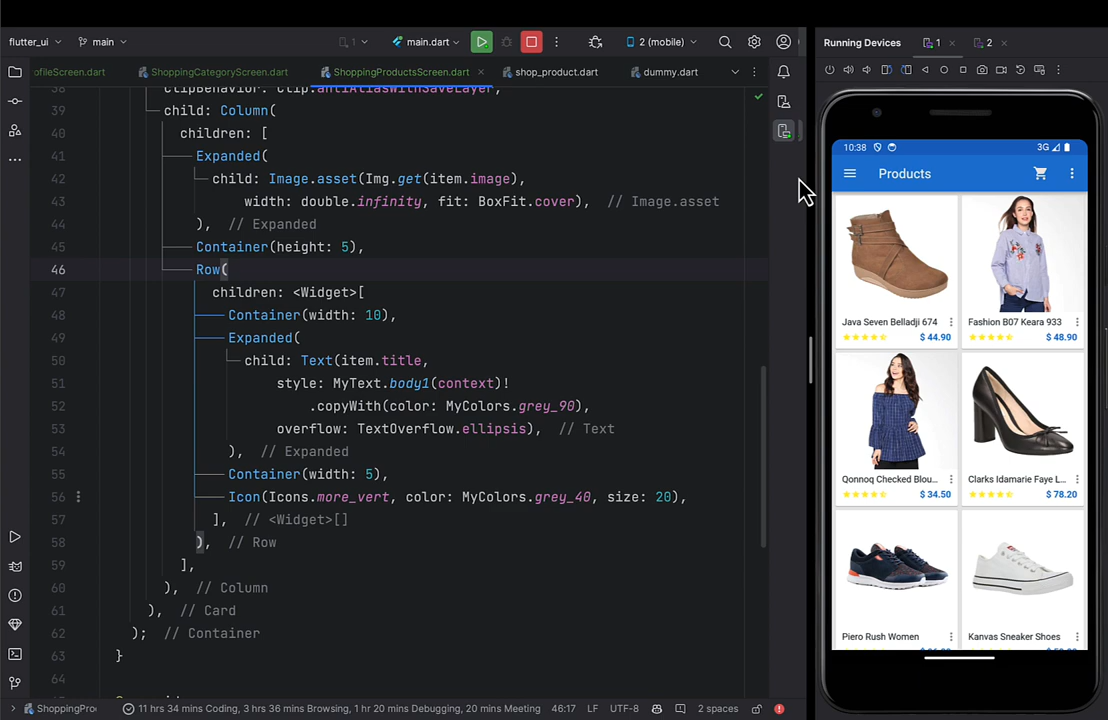 flutter_ui main 1 main.dart 2 (mobile) Running Devices 1 2
ofileScreen.dart ShoppingCategoryScreen.dart ShoppingProductsScreen.dart shop_product.dart dummy.dart
38 clipBehavior: Clip.antiAliasWithSaveLayer,
39 child: Column(
40 children: [
41 Expanded(
42 child: Image.asset(Img.get(item.image),
43 width: double.infinity, fit: BoxFit.cover), // Image.asset
44 ), // Expanded
45 Container(height: 5),
46 Row(
47 children: <Widget>[
48 Container(width: 10),
49 Expanded(
50 child: Text(item.title,
51 style: MyText.body1(context)!
52 .copyWith(color: MyColors.grey_90),
53 overflow: TextOverflow.ellipsis), // Text
54 ), // Expanded
55 Container(width: 5),
56 Icon(Icons.more_vert, color: MyColors.grey_40, size: 20),
57 ], // <Widget>[]
58 ), // Row
59 ],
60 ), // Column
61 ), // Card
62 ); // Container
63 }
64
ShoppingPro 11 hrs 34 mins Coding, 3 hrs 36 mins Browsing, 1 hr 20 mins Debugging, 20 mins Meeting 46:17 LF UTF-8 2 spaces
10:38 3G
Products
Java Seven Belladji 674 Fashion B07 Keara 933
$ 44.90 $ 48.90
Qonnoq Checked Blou... Clarks Idamarie Faye L...
$ 34.50 $ 78.20
Piero Rush Women Kanvas Sneaker Shoes